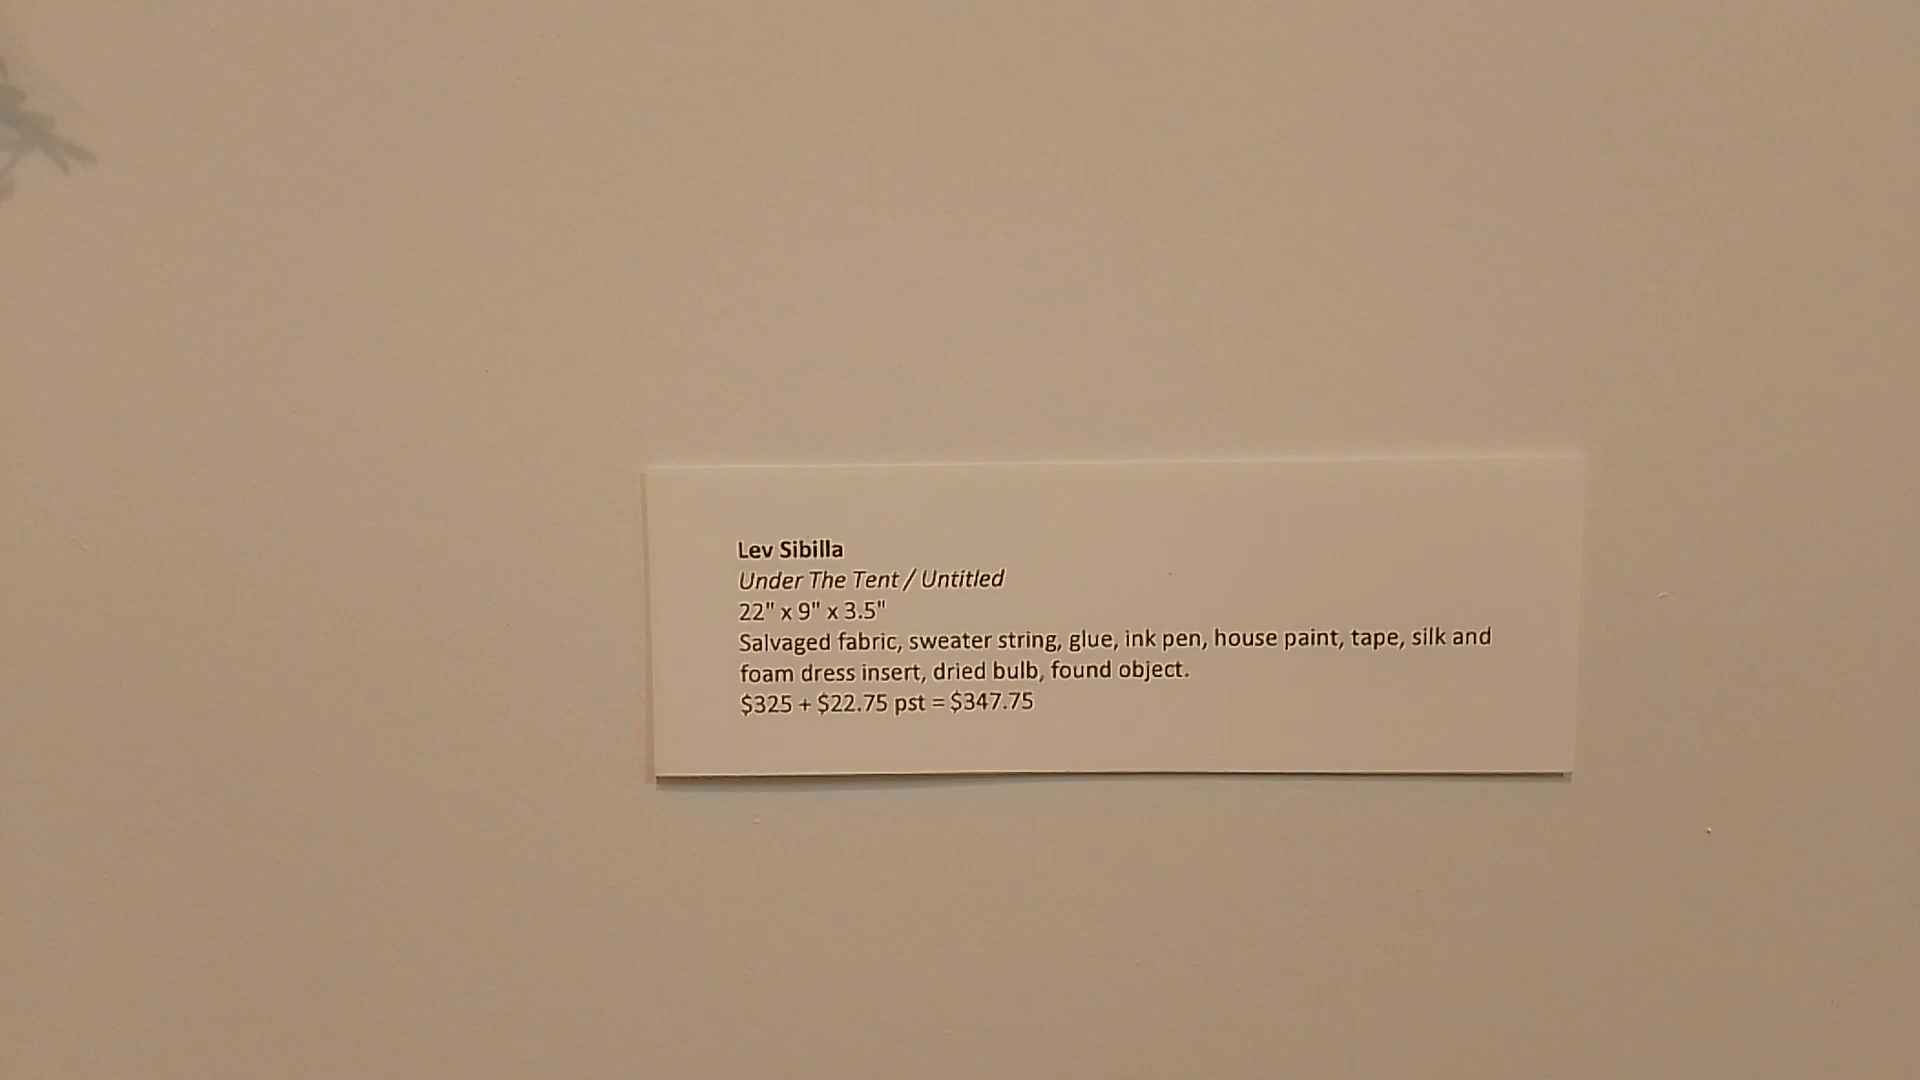 Lev Sibilla
Under The Tent / Untitled
22" x 9" x 3.5"
Salvaged fabric, sweater string, glue, ink pen, house paint, tape, silk and
foam dress insert, dried bulb, found object.
$325 + $22.75 pst = $347.75